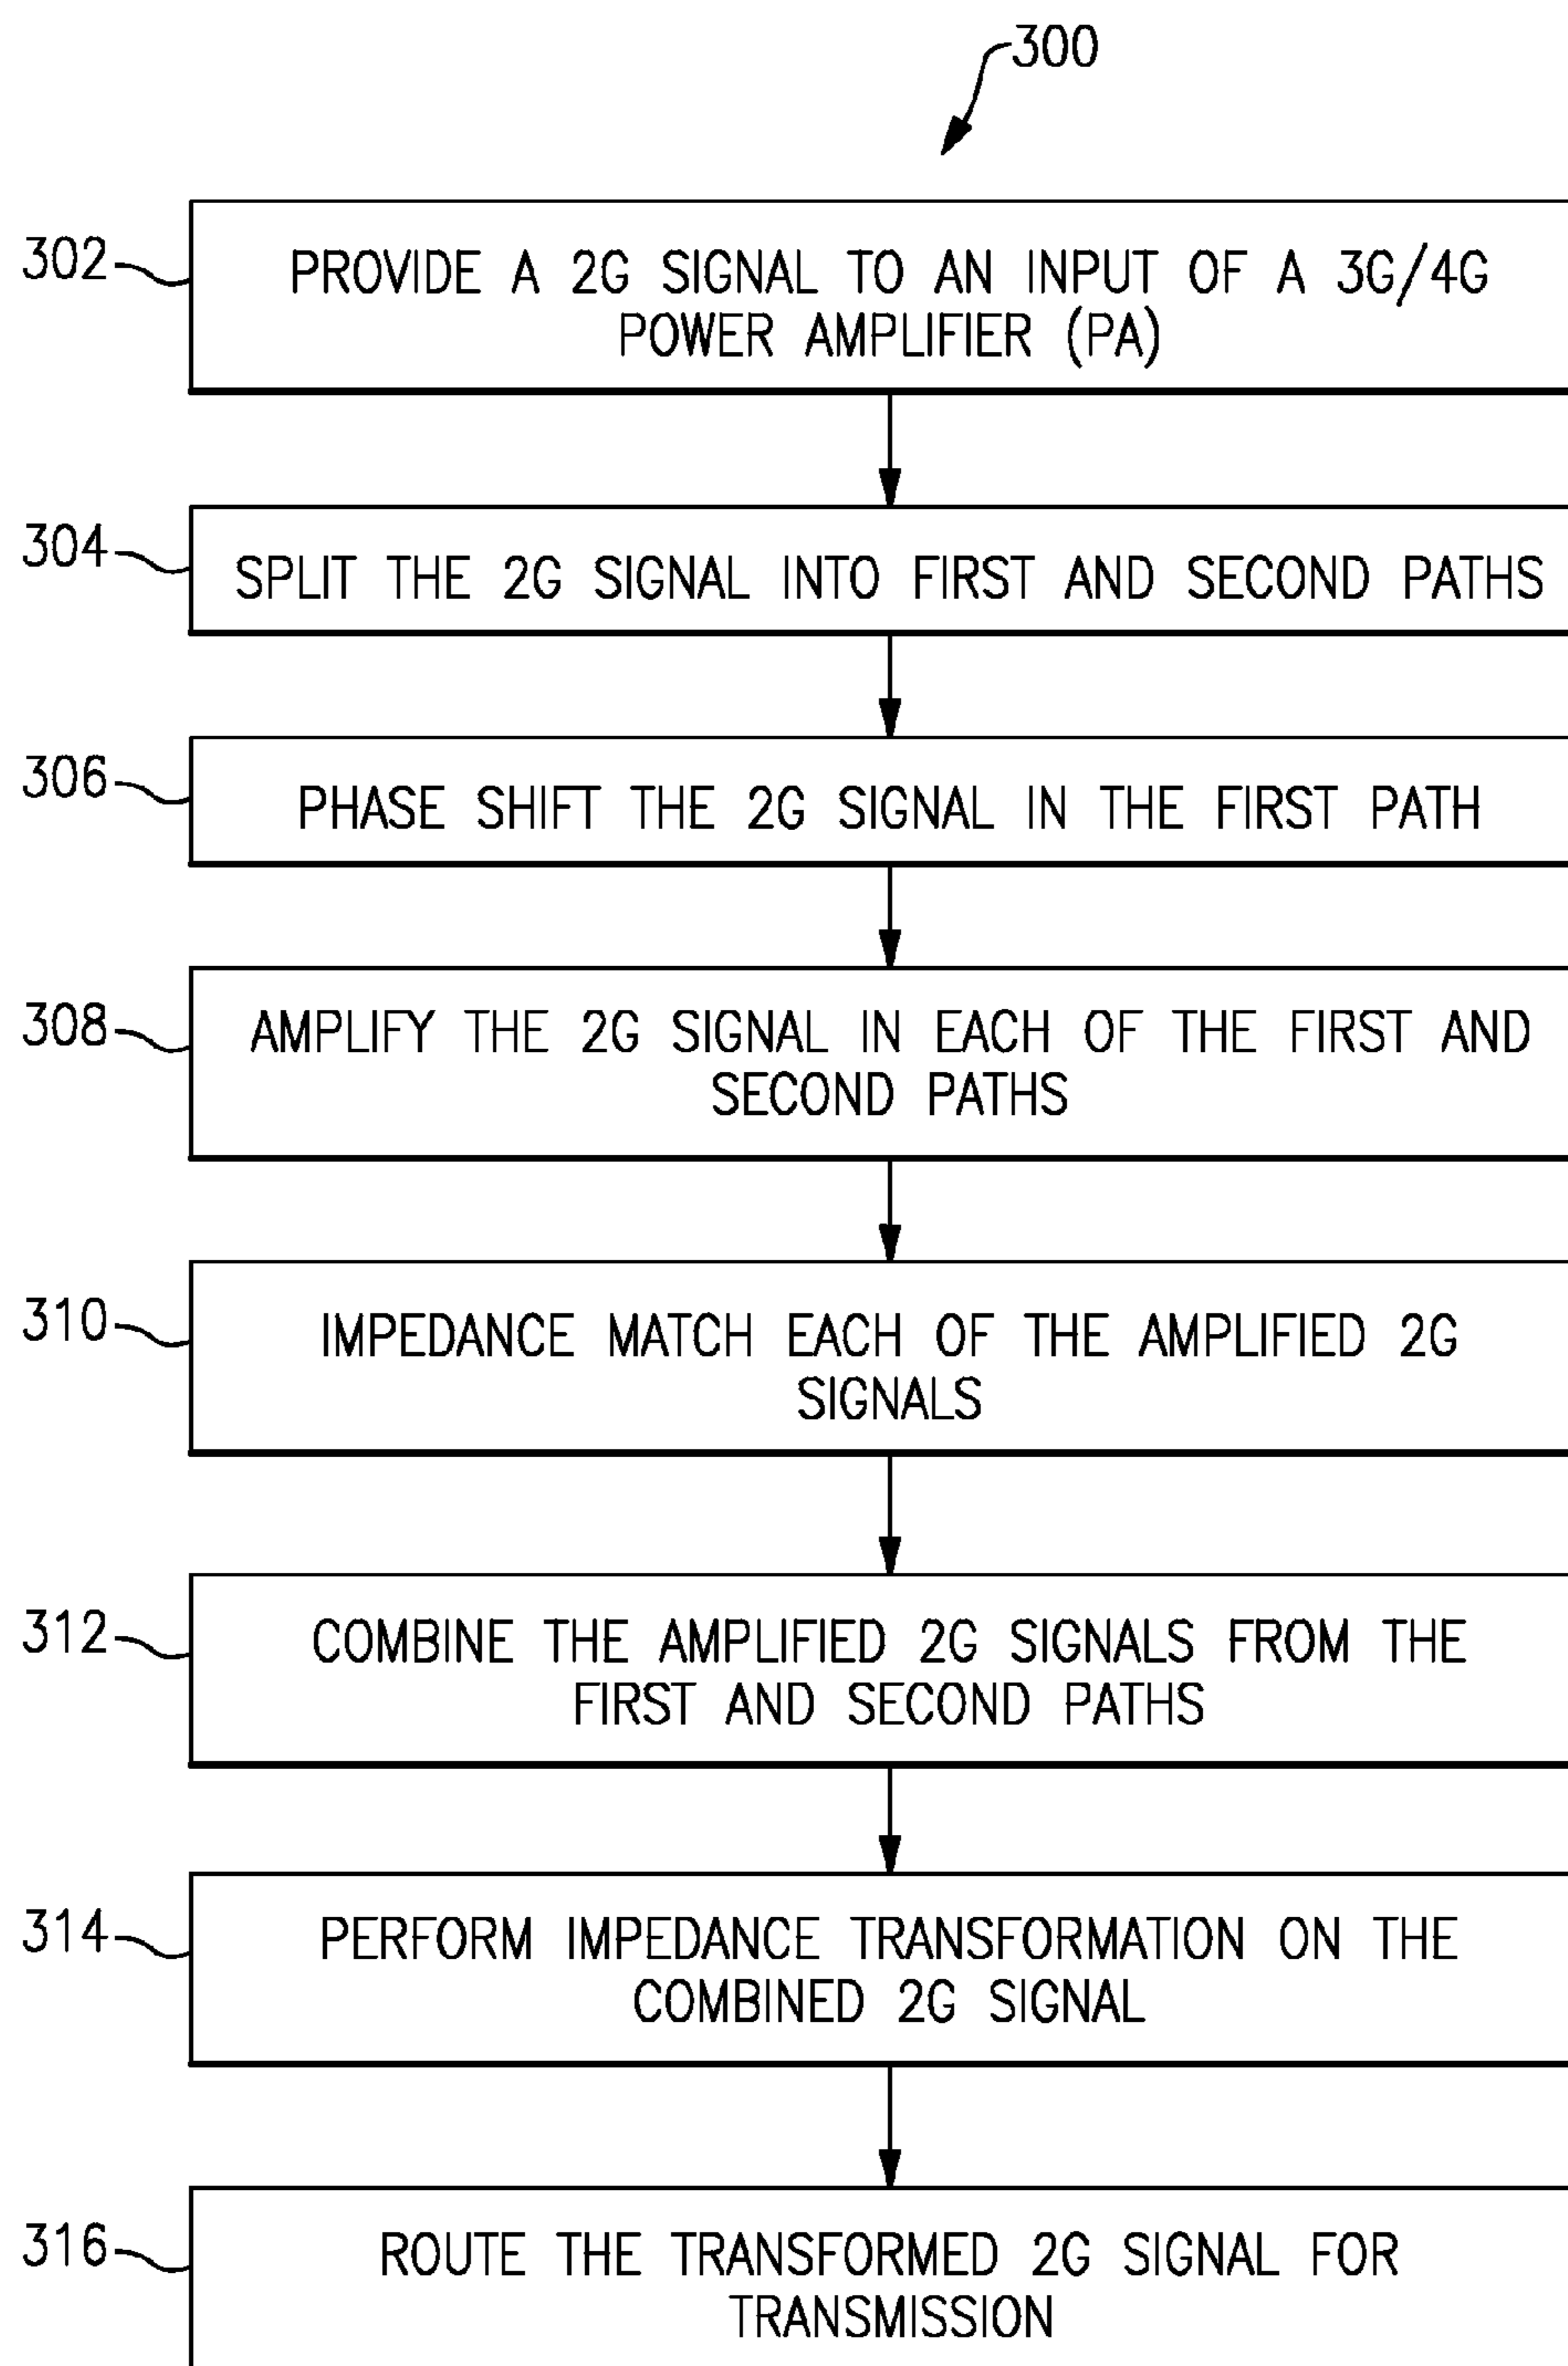 300
302
PROVIDE A 2G SIGNAL TO AN INPUT OF A 3G/4G
POWER AMPLIFIER (PA)
304
SPLIT THE 2G SIGNAL INTO FIRST AND SECOND PATHS
306
PHASE SHIFT THE 2G SIGNAL IN THE FIRST PATH
308
AMPLIFY THE 2G SIGNAL IN EACH OF THE FIRST AND
SECOND PATHS
310
IMPEDANCE MATCH EACH OF THE AMPLIFIED 2G
SIGNALS
312
COMBINE THE AMPLIFIED 2G SIGNALS FROM THE
FIRST AND SECOND PATHS
314
PERFORM IMPEDANCE TRANSFORMATION ON THE
COMBINED 2G SIGNAL
316
ROUTE THE TRANSFORMED 2G SIGNAL FOR
TRANSMISSION